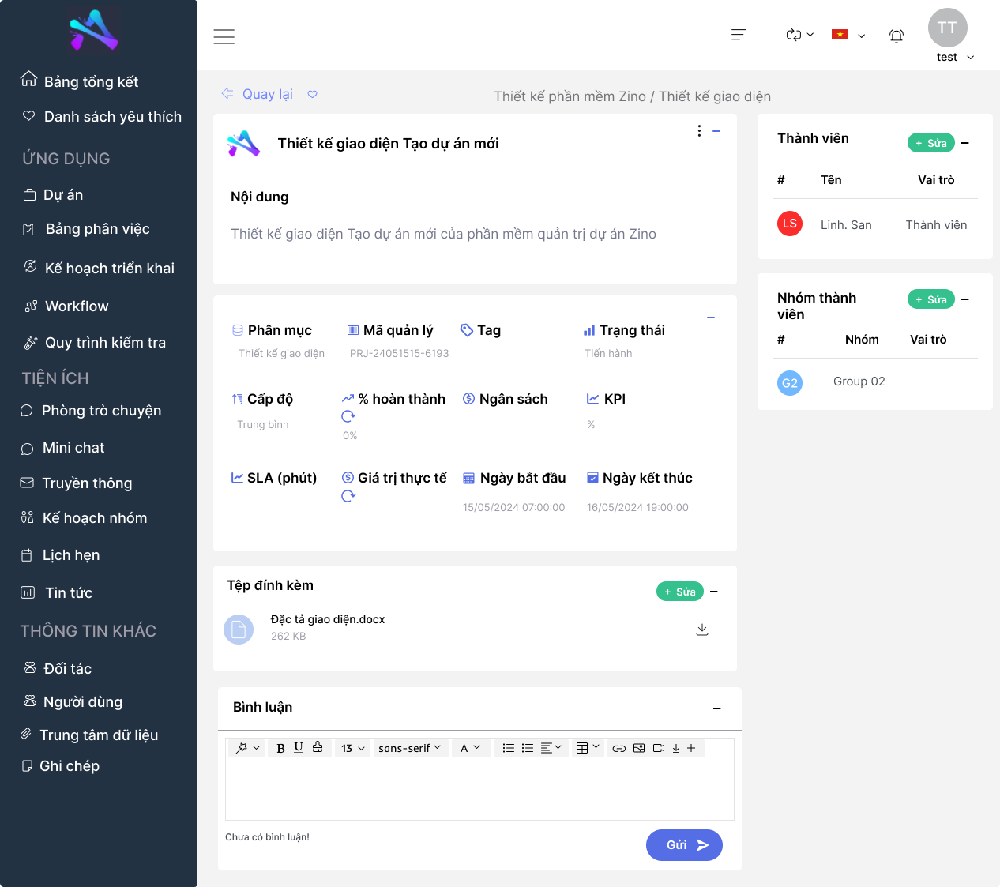 TT
test
Bảng tổng kết
Danh sách yêu thích
ỨNG DỤNG
Dự án
Bảng phân việc
Kế hoạch triển khai
Workflow
Quy trình kiểm tra
TIỆN ÍCH
Phòng trò chuyện
Mini chat
Truyền thông
Kế hoạch nhóm
Lịch hẹn
Tin tức
THÔNG TIN KHÁC
Đối tác
Người dùng
Trung tâm dữ liệu
Ghi chép
Quay lại
Thiết kế phần mềm Zino / Thiết kế giao diện
Thiết kế giao diện Tạo dự án mới
Nội dung
Thiết kế giao diện Tạo dự án mới của phần mềm quản trị dự án Zino
Phân mục
Thiết kế giao diện
Mã quản lý
PRJ-24051515-6193
Tag
Trạng thái
Tiến hành
Cấp độ
Trung bình
% hoàn thành
0%
Ngân sách
KPI
%
SLA (phút)
Giá trị thực tế
Ngày bắt đầu
15/05/2024 07:00:00
Ngày kết thúc
16/05/2024 19:00:00
Tệp đính kèm
+ Sửa
Đặc tả giao diện.docx
262 KB
Bình luận
B U 13 sans-serif A
Chưa có bình luận!
Gửi
Thành viên
+ Sửa
# Tên Vai trò
LS Linh. San Thành viên
Nhóm thành
viên
+ Sửa
# Nhóm Vai trò
G2 Group 02